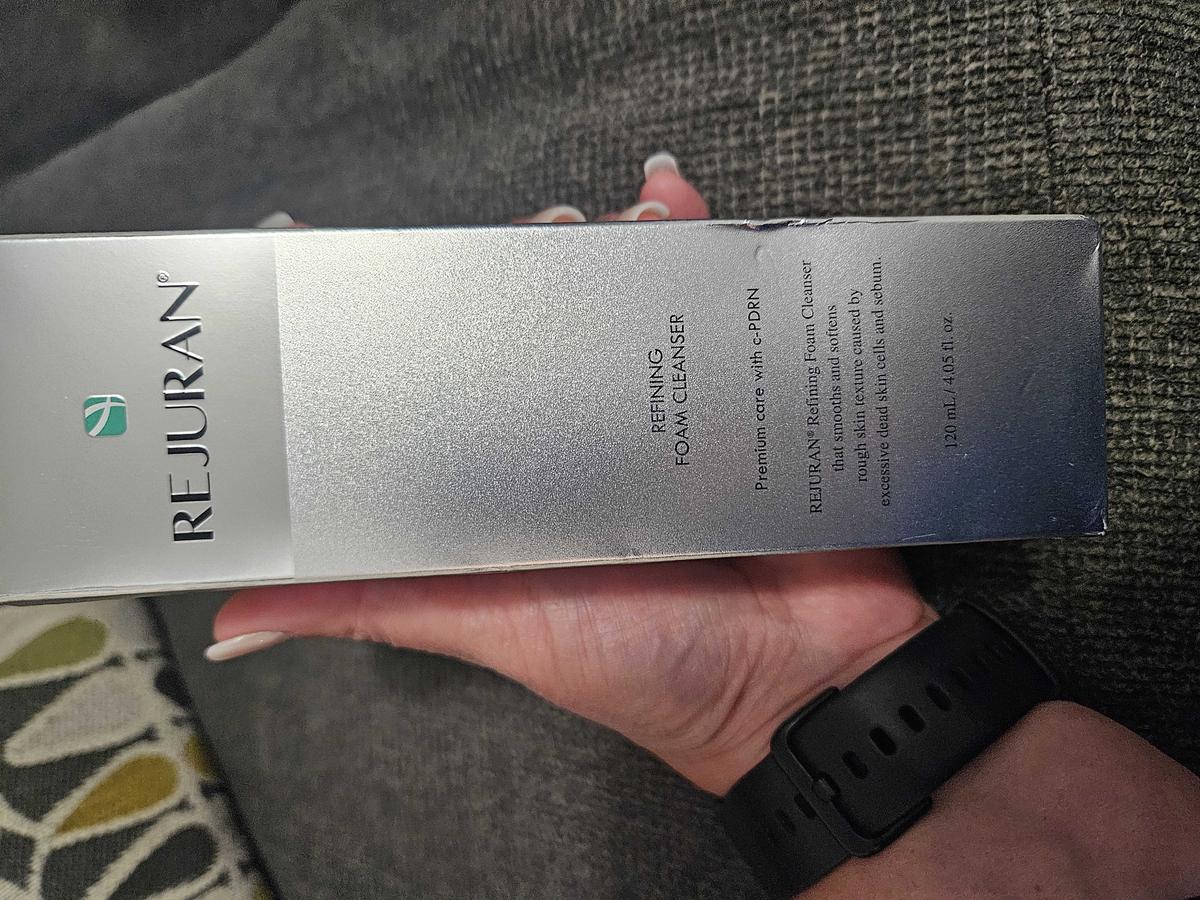 REJURAN®
REFINING
FOAM CLEANSER
Premium care with c-PDRN
REJURAN® Refining Foam Cleanser
that smooths and softens
rough skin texture caused by
excessive dead skin cells and sebum.
120 mL / 4.05 fl. oz.